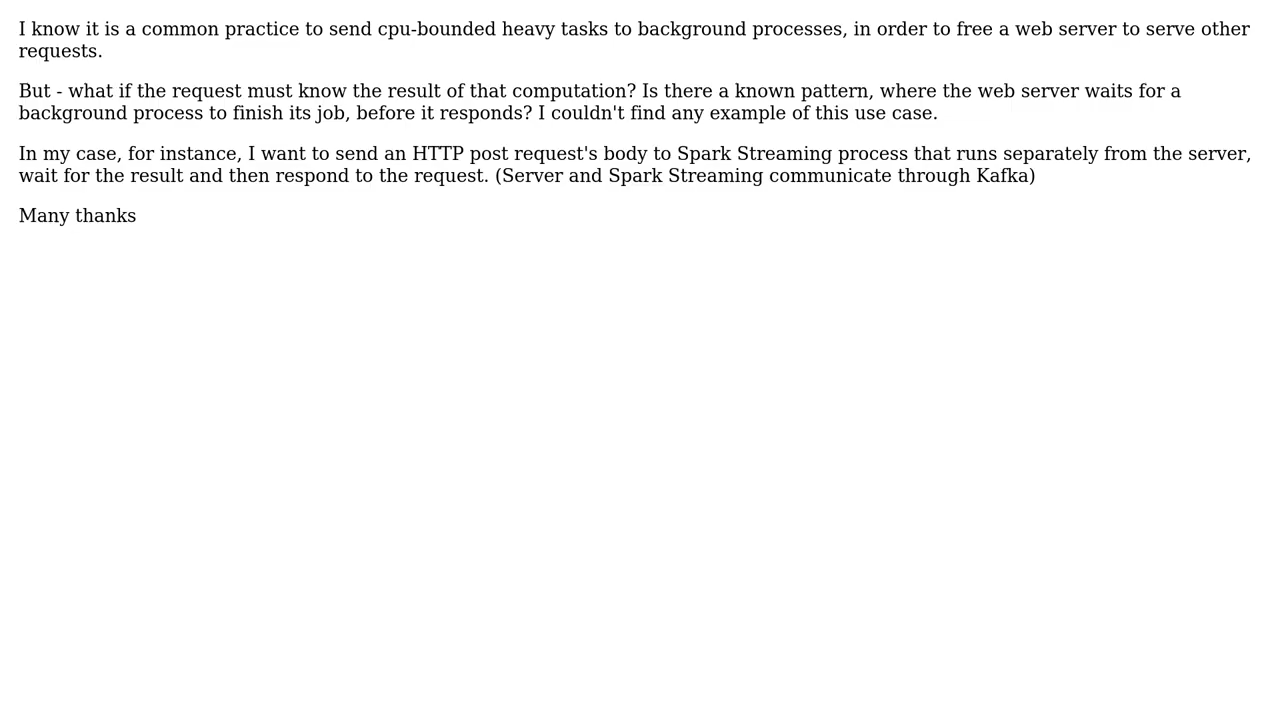 I know it is a common practice to send cpu-bounded heavy tasks to background processes, in order to free a web server to serve other
requests.
But - what if the request must know the result of that computation? Is there a known pattern, where the web server waits for a
background process to finish its job, before it responds? I couldn't find any example of this use case.
In my case, for instance, I want to send an HTTP post request's body to Spark Streaming process that runs separately from the server,
wait for the result and then respond to the request. (Server and Spark Streaming communicate through Kafka)
Many thanks